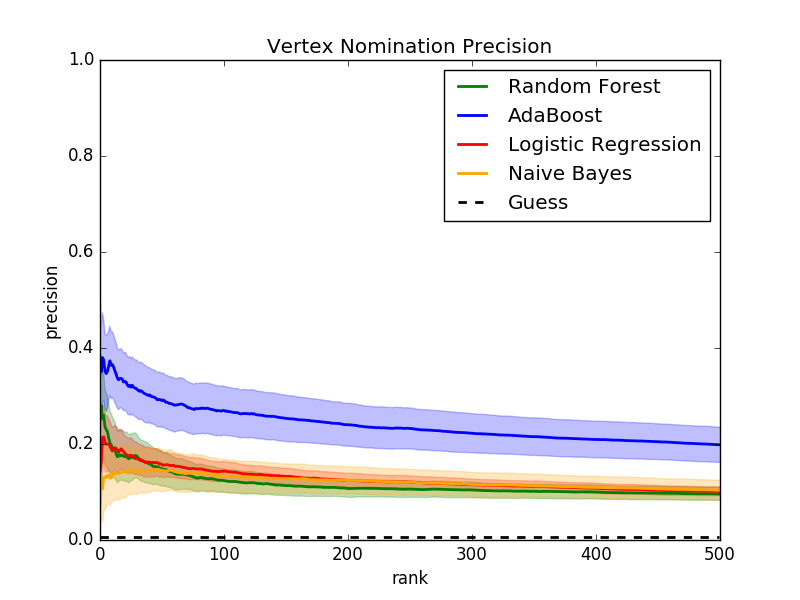 Vertex Nomination Precision
1.0
0.8
0.6
0.4
0.2
0.0
precision
Random Forest
AdaBoost
Logistic Regression
Naive Bayes
Guess
0 100 200 300 400 500
rank